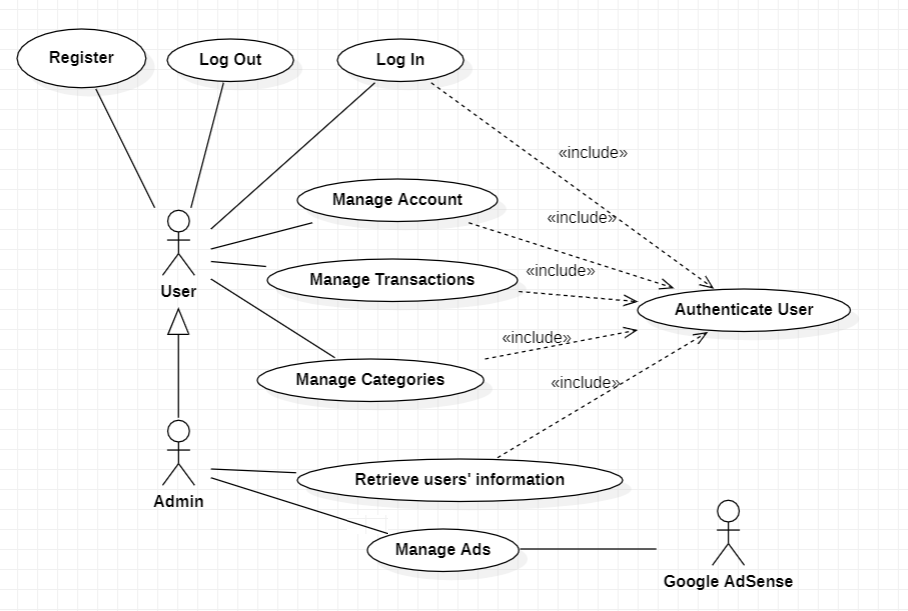 Register
Log Out
Log In
«include»
Manage Account
«include»
«include»
Manage Transactions
User
Authenticate User
«include»
Manage Categories
«include»
Retrieve users' information
Admin
Manage Ads
Google AdSense